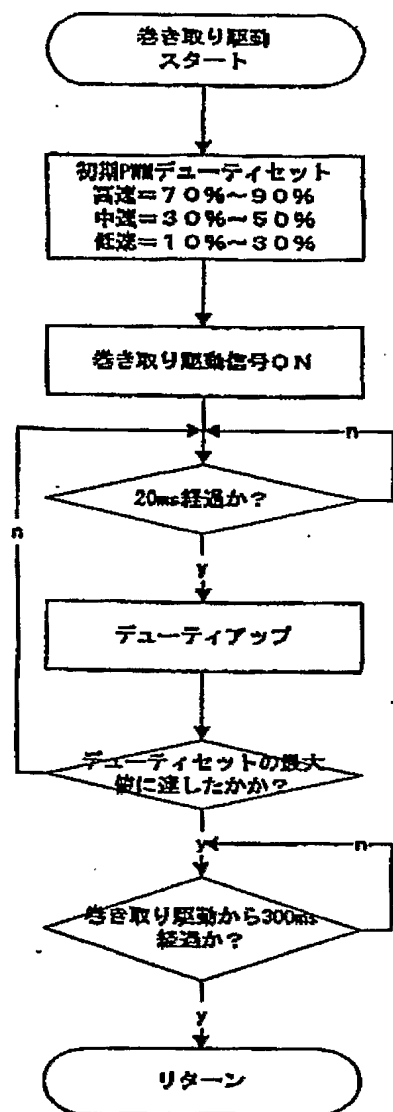 巻き取り駆動
スタート
初期PWMデューティセット
高速＝７０％～９０％
中速＝３０％～５０％
低速＝１０％～３０％
巻き取り駆動信号ＯＮ
n
20ms経過か？
n
y
デューティアップ
デューティセットの最大
値に達したかか？
y
n
巻き取り駆動から300ms
経過か？
y
リターン